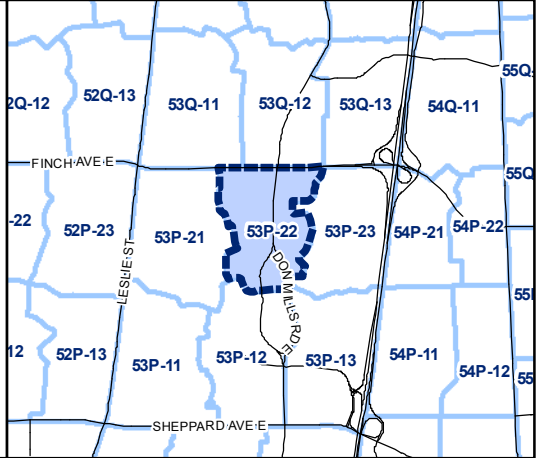 55Q-
2Q-12
52Q-13
53Q-11
53Q-12
53Q-13
54Q-11
FINCH AVE E
55Q
-22
52P-23
53P-21
53P-22
53P-23
54P-21
54P-22
LESLIE ST
DON MILLS RD E
55P
12
52P-13
53P-11
53P-12
53P-13
54P-11
54P-12
55
SHEPPARD AVE E